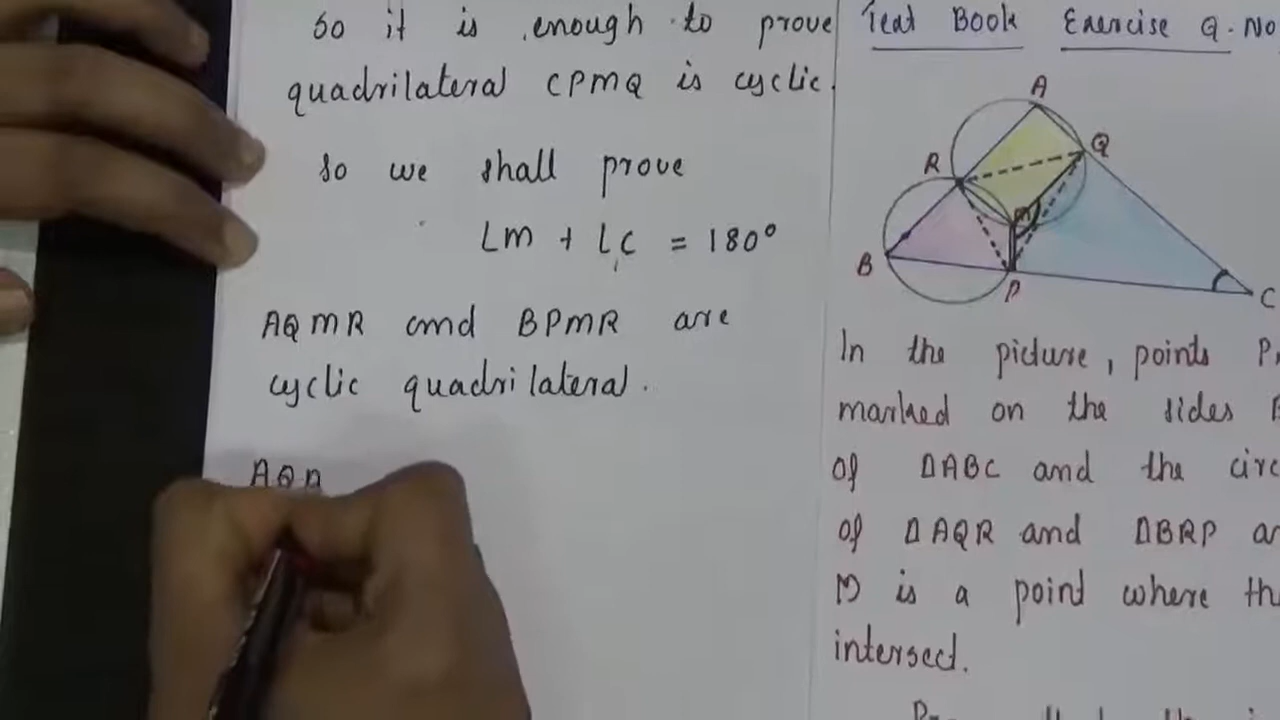 So it is enough to prove
quadrilateral CPMQ is cyclic.
So we shall prove
∠M + ∠C = 180°
AQMR and BPMR are
cyclic quadrilateral.
AQ
Text Book Exercise Q. No
A
Q
R
M
B
P
C
In the picture, points P
marked on the sides
of ΔABC and the circ
of ΔAQR and ΔBRP
M is a point where th
intersect.